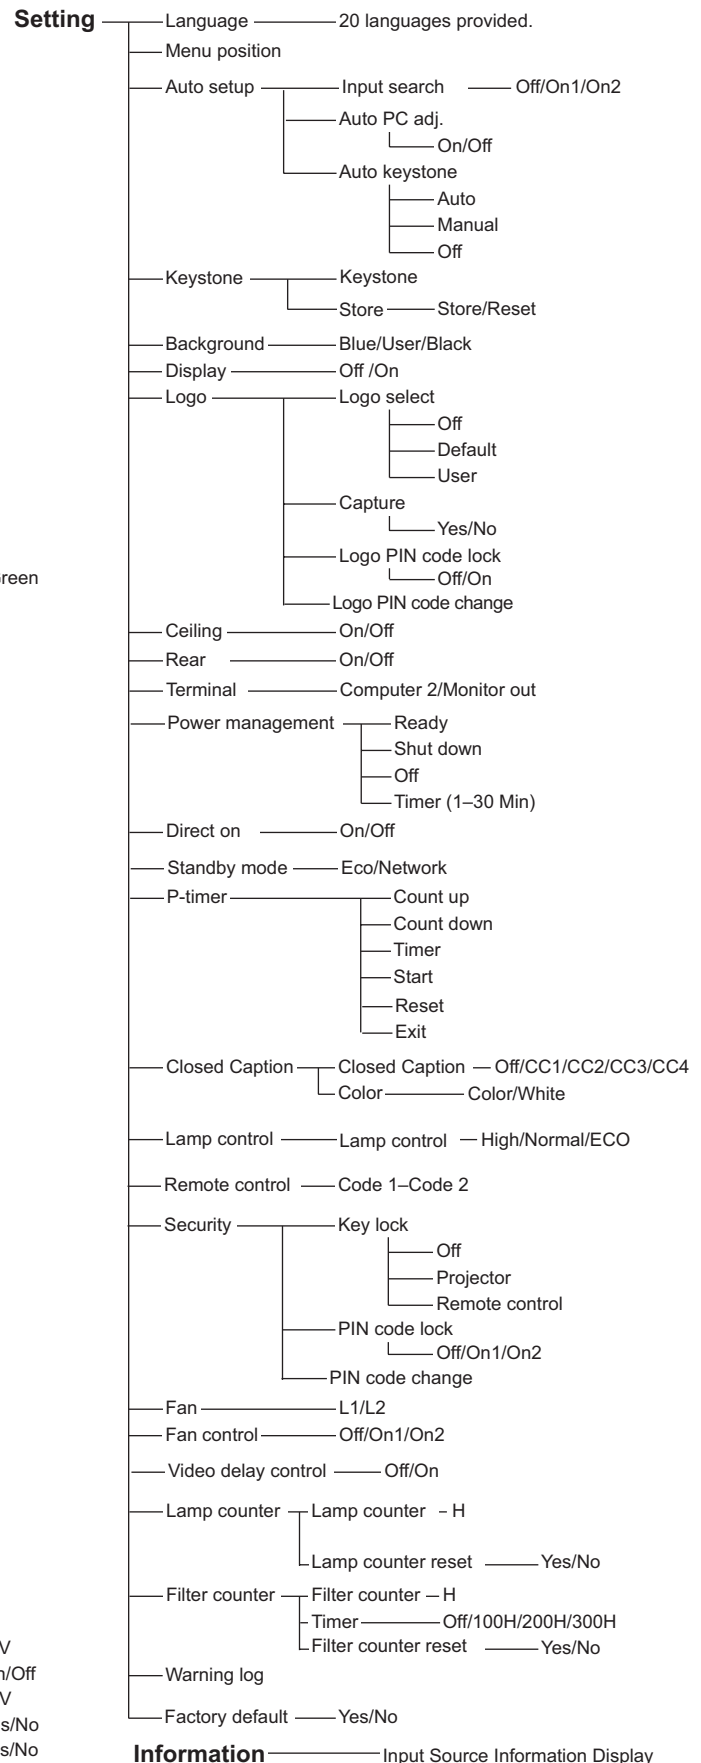 Setting Language 20 languages provided.
Menu position
Auto setup Input search Off/On1/On2
Auto PC adj.
On/Off
Auto keystone
Auto
Manual
Off
Keystone Keystone
Store Store/Reset
Background Blue/User/Black
Display Off /On
Logo Logo select
Off
Default
User
Capture
Yes/No
Logo PIN code lock
reen Off/On
Logo PIN code change
Ceiling On/Off
Rear On/Off
Terminal Computer 2/Monitor out
Power management Ready
Shut down
Off
Timer (1–30 Min)
Direct on On/Off
Standby mode Eco/Network
P-timer Count up
Count down
Timer
Start
Reset
Exit
Closed Caption Closed Caption Off/CC1/CC2/CC3/CC4
Color Color/White
Lamp control Lamp control High/Normal/ECO
Remote control Code 1–Code 2
Security Key lock
Off
Projector
Remote control
PIN code lock
Off/On1/On2
PIN code change
Fan L1/L2
Fan control Off/On1/On2
Video delay control Off/On
Lamp counter Lamp counter H
Lamp counter reset Yes/No
Filter counter Filter counter H
Timer Off/100H/200H/300H
V Filter counter reset Yes/No
n/Off Warning log
V
s/No Factory default Yes/No
s/No Information Input Source Information Display